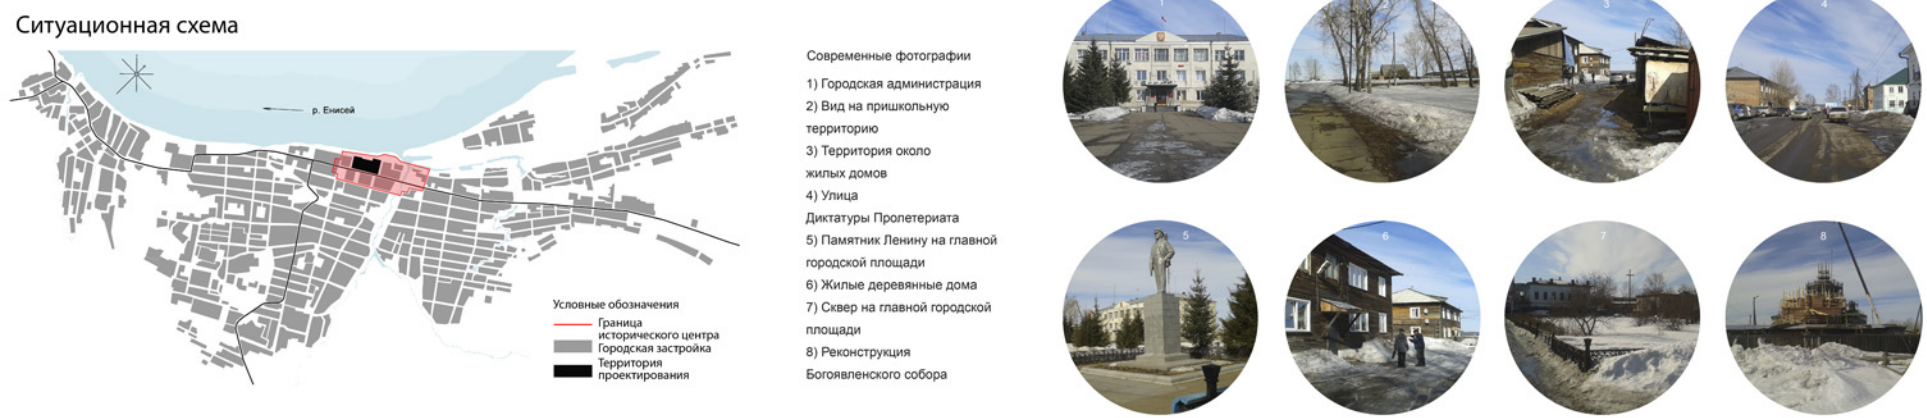 Ситуационная схема
р. Енисей
Условные обозначения
Граница
исторического центра
Городская застройка
Территория
проектирования
Современные фотографии
1) Городская администрация
2) Вид на пришкольную
территорию
3) Территория около
жилых домов
4) Улица
Диктатуры Пролетериата
5) Памятник Ленину на главной
городской площади
6) Жилые деревянные дома
7) Сквер на главной городской
площади
8) Реконструкция
Богоявленского собора
1
3
4
5
6
7
8